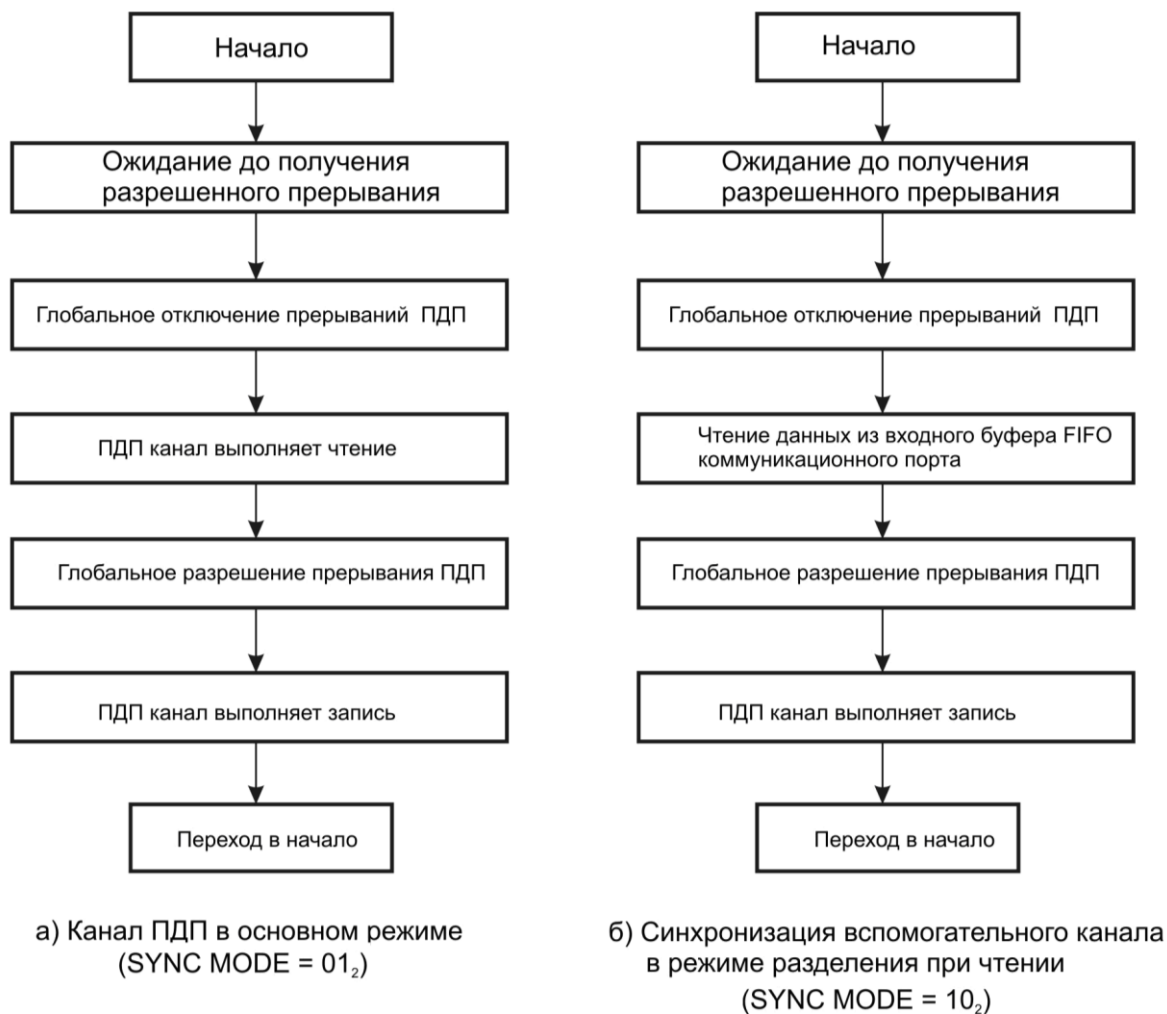 Начало
Ожидание до получения
разрешенного прерывания
Глобальное отключение прерываний ПДП
ПДП канал выполняет чтение
Глобальное разрешение прерывания ПДП
ПДП канал выполняет запись
Переход в начало
а) Канал ПДП в основном режиме
(SYNC MODE = 01₂)
Начало
Ожидание до получения
разрешенного прерывания
Глобальное отключение прерываний ПДП
Чтение данных из входного буфера FIFO
коммуникационного порта
Глобальное разрешение прерывания ПДП
ПДП канал выполняет запись
Переход в начало
б) Синхронизация вспомогательного канала
в режиме разделения при чтении
(SYNC MODE = 10₂)